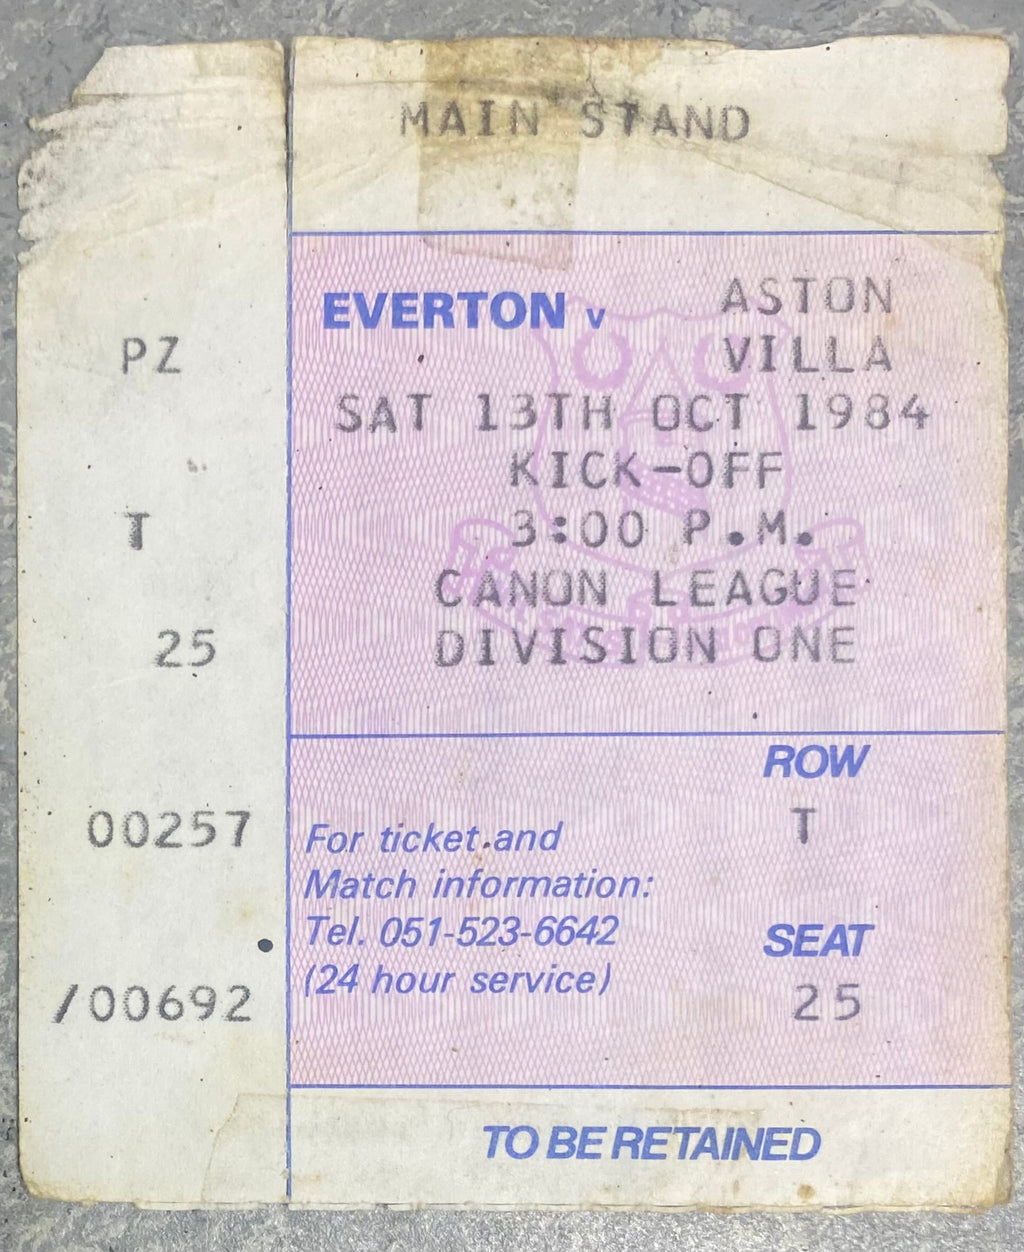 MAIN STAND
EVERTON v ASTON
VILLA
SAT 13TH OCT 1984
KICK-OFF
3:00 P.M.
CANON LEAGUE
DIVISION ONE
PZ
T
25
00257
/00692
ROW
T
For ticket and
Match information:
Tel. 051-523-6642
(24 hour service)
SEAT
25
TO BE RETAINED